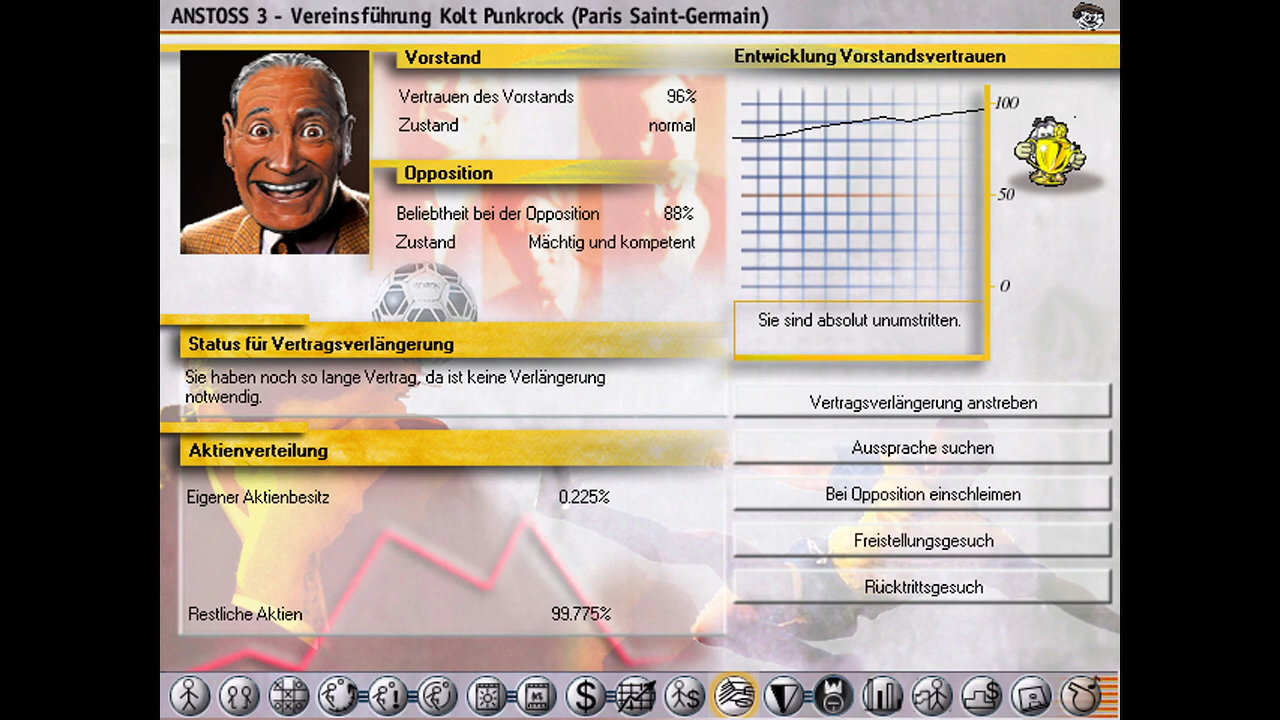 ANSTOSS 3 - Vereinsführung Kolt Punkrock (Paris Saint-Germain)
Vorstand
Vertrauen des Vorstands 96%
Zustand normal
Opposition
Beliebtheit bei der Opposition 88%
Zustand Mächtig und kompetent
Entwicklung Vorstandsvertrauen
100
50
0
Sie sind absolut unumstritten.
Status für Vertragsverlängerung
Sie haben noch so lange Vertrag, da ist keine Verlängerung
notwendig.
Aktienverteilung
Eigener Aktienbesitz 0.225%
Restliche Aktien 99.775%
Vertragsverlängerung anstreben
Aussprache suchen
Bei Opposition einschleimen
Freistellungsgesuch
Rücktrittsgesuch